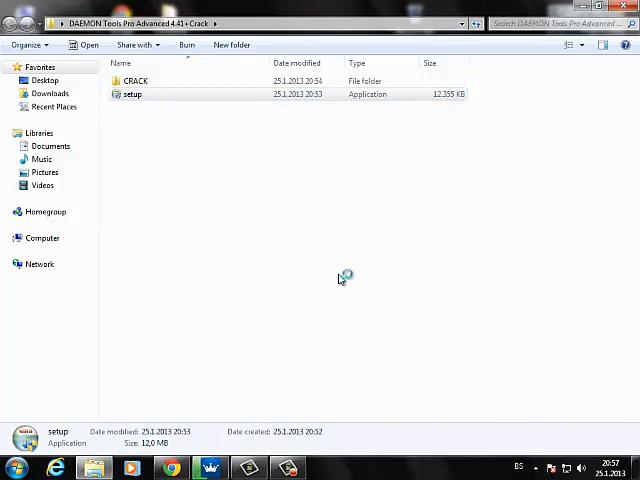 DAEMON Tools Pro Advanced 4.41+Crack
Search DAEMON Tools Pro Advanced ...
Organize Open Share with Burn New folder
Name Date modified Type Size
Favorites
Desktop
Downloads
Recent Places
Libraries
Documents
Music
Pictures
Videos
Homegroup
Computer
Network
CRACK 25.1.2013 20:54 File folder
setup 25.1.2013 20:53 Application 12.355 KB
setup Date modified: 25.1.2013 20:53 Date created: 25.1.2013 20:52
Application Size: 12,0 MB
BS 20:57
25.1.2013